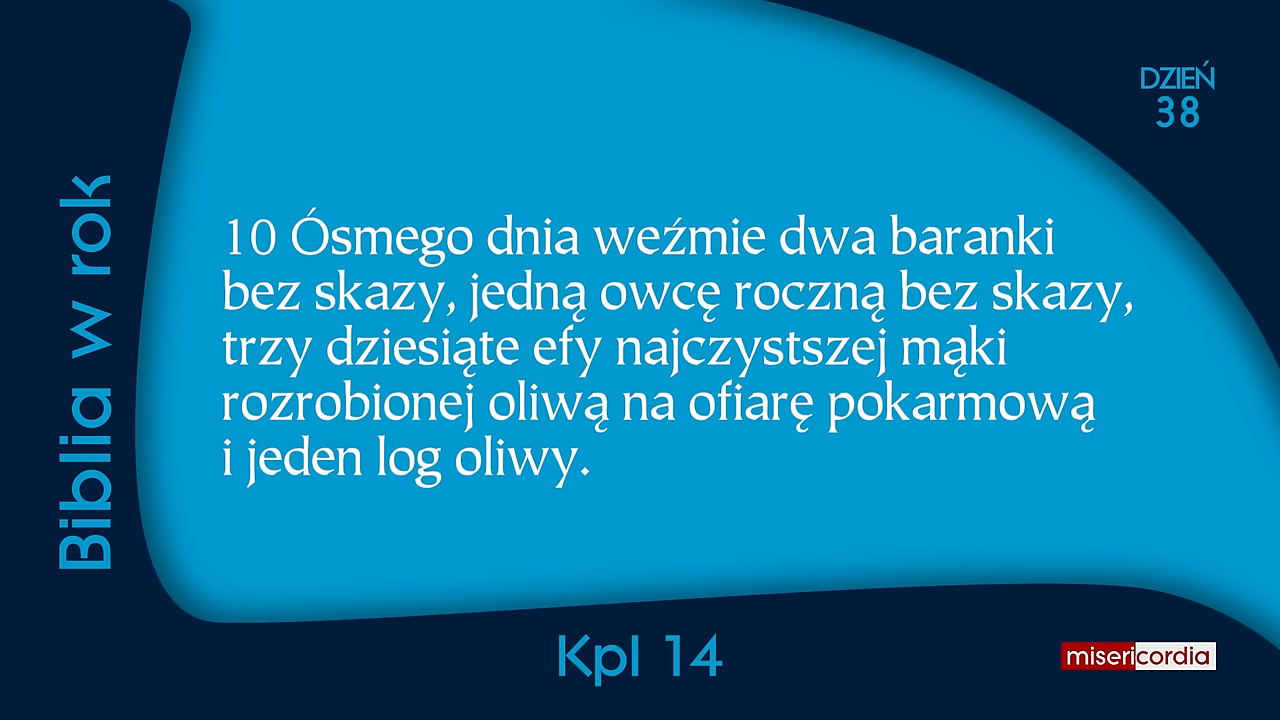 DZIEŃ
38
Biblia w rok
10 Ósmego dnia weźmie dwa baranki
bez skazy, jedną owcę roczną bez skazy,
trzy dziesiąte efy najczystszej mąki
rozrobionej oliwą na ofiarę pokarmową
i jeden log oliwy.
Kpl 14
misericordia